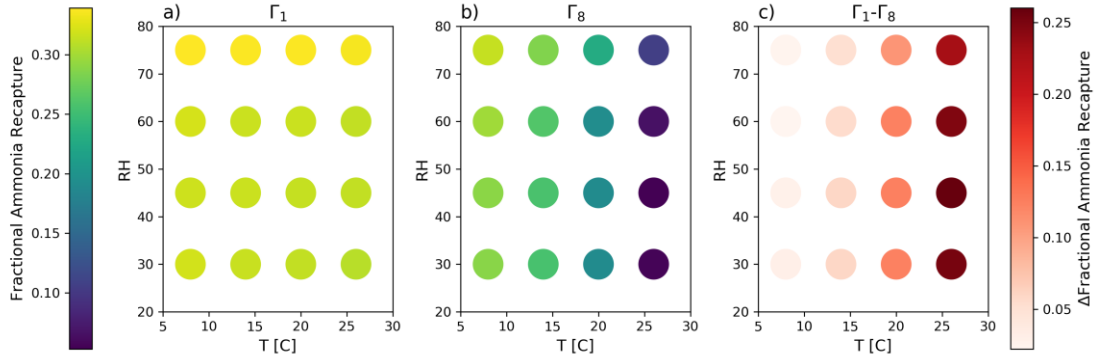 a) Γ1
b) Γ8
c) Γ1-Γ8
Fractional Ammonia Recapture
0.30
0.25
0.20
0.15
0.10
RH
80
70
60
50
40
30
20
5 10 15 20 25 30
T [C]
RH
80
70
60
50
40
30
20
5 10 15 20 25 30
T [C]
RH
80
70
60
50
40
30
20
5 10 15 20 25 30
T [C]
0.25
0.20
0.15
0.10
0.05
ΔFractional Ammonia Recapture